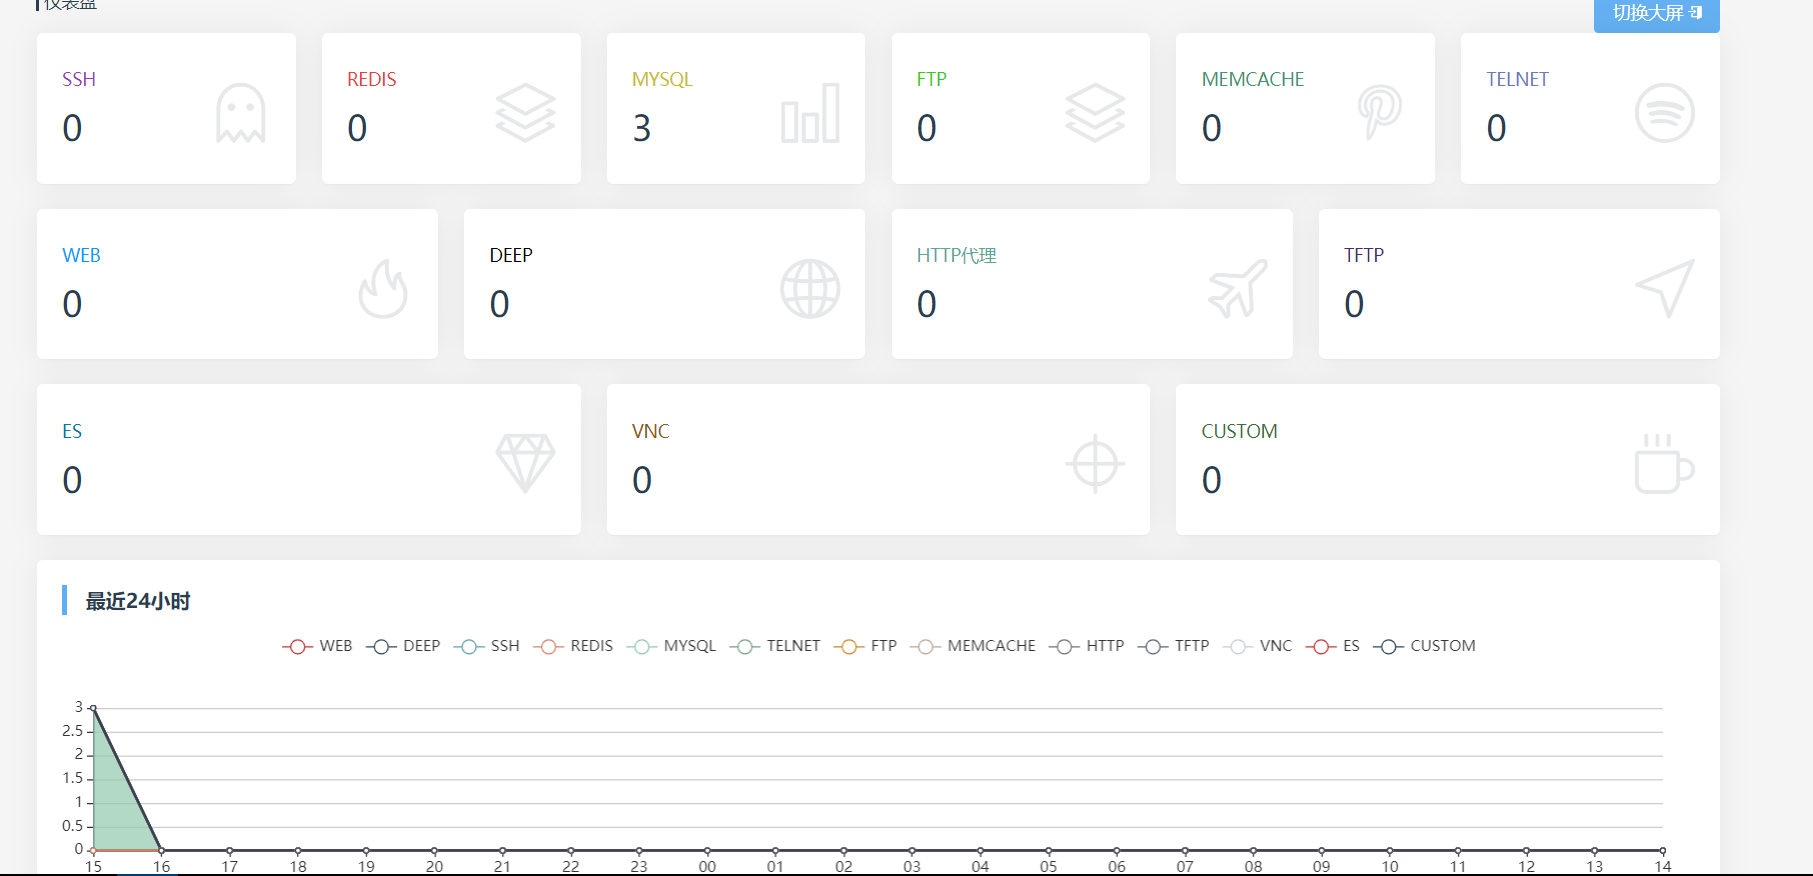 仪表盘
切换大屏
SSH
0
REDIS
0
MYSQL
3
FTP
0
MEMCACHE
0
TELNET
0
WEB
0
DEEP
0
HTTP代理
0
TFTP
0
ES
0
VNC
0
CUSTOM
0
最近24小时
WEB DEEP SSH REDIS MYSQL TELNET FTP MEMCACHE HTTP TFTP VNC ES CUSTOM
3
2.5
2
1.5
1
0.5
0
15 16 17 18 19 20 21 22 23 00 01 02 03 04 05 06 07 08 09 10 11 12 13 14